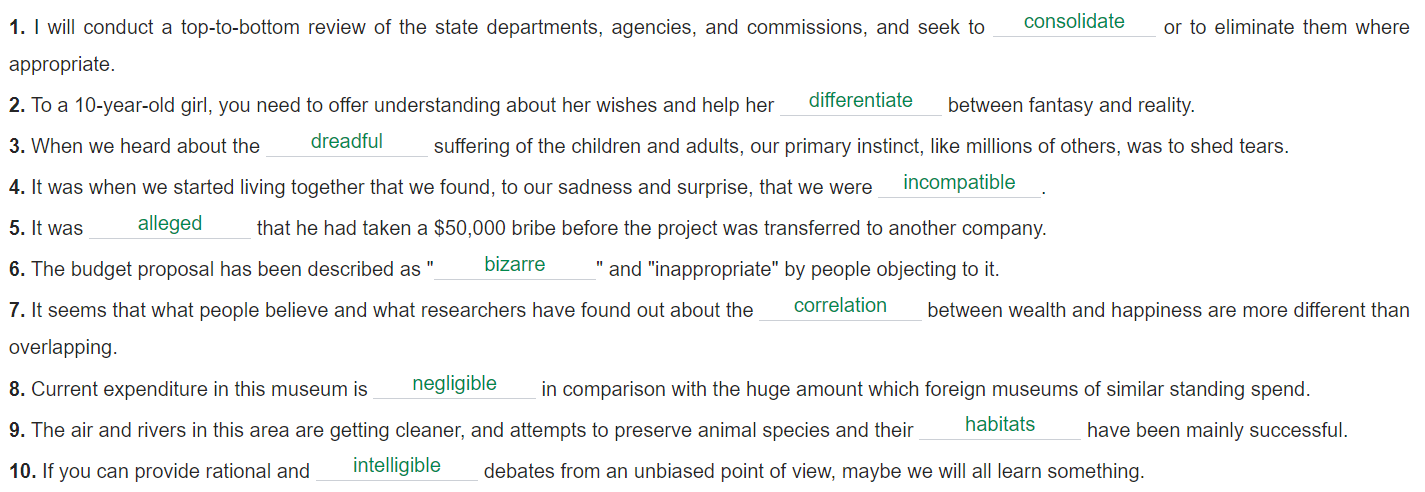 1. I will conduct a top-to-bottom review of the state departments, agencies, and commissions, and seek to consolidate or to eliminate them where
appropriate.
2. To a 10-year-old girl, you need to offer understanding about her wishes and help her differentiate between fantasy and reality.
3. When we heard about the dreadful suffering of the children and adults, our primary instinct, like millions of others, was to shed tears.
4. It was when we started living together that we found, to our sadness and surprise, that we were incompatible .
5. It was alleged that he had taken a $50,000 bribe before the project was transferred to another company.
6. The budget proposal has been described as " bizarre " and "inappropriate" by people objecting to it.
7. It seems that what people believe and what researchers have found out about the correlation between wealth and happiness are more different than
overlapping.
8. Current expenditure in this museum is negligible in comparison with the huge amount which foreign museums of similar standing spend.
9. The air and rivers in this area are getting cleaner, and attempts to preserve animal species and their habitats have been mainly successful.
10. If you can provide rational and intelligible debates from an unbiased point of view, maybe we will all learn something.